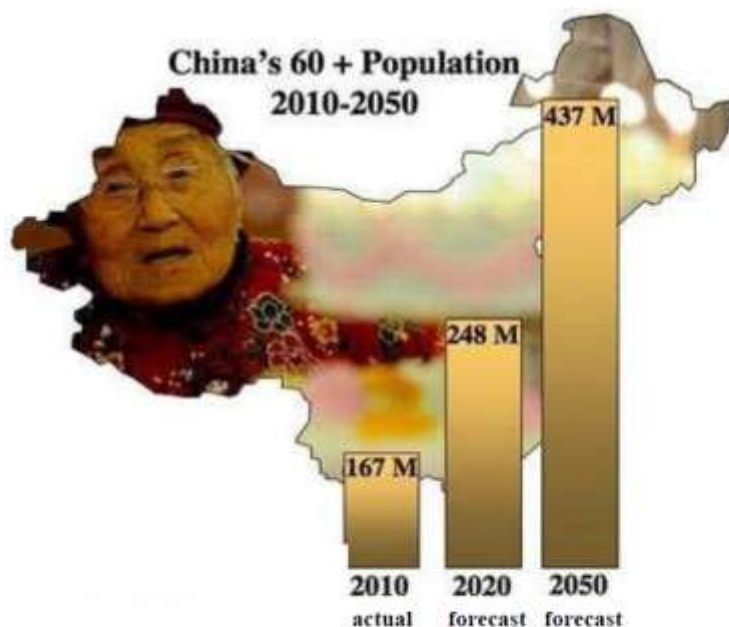 China's 60 + Population
2010-2050
437 M
248 M
167 M
2010 2020 2050
actual forecast forecast